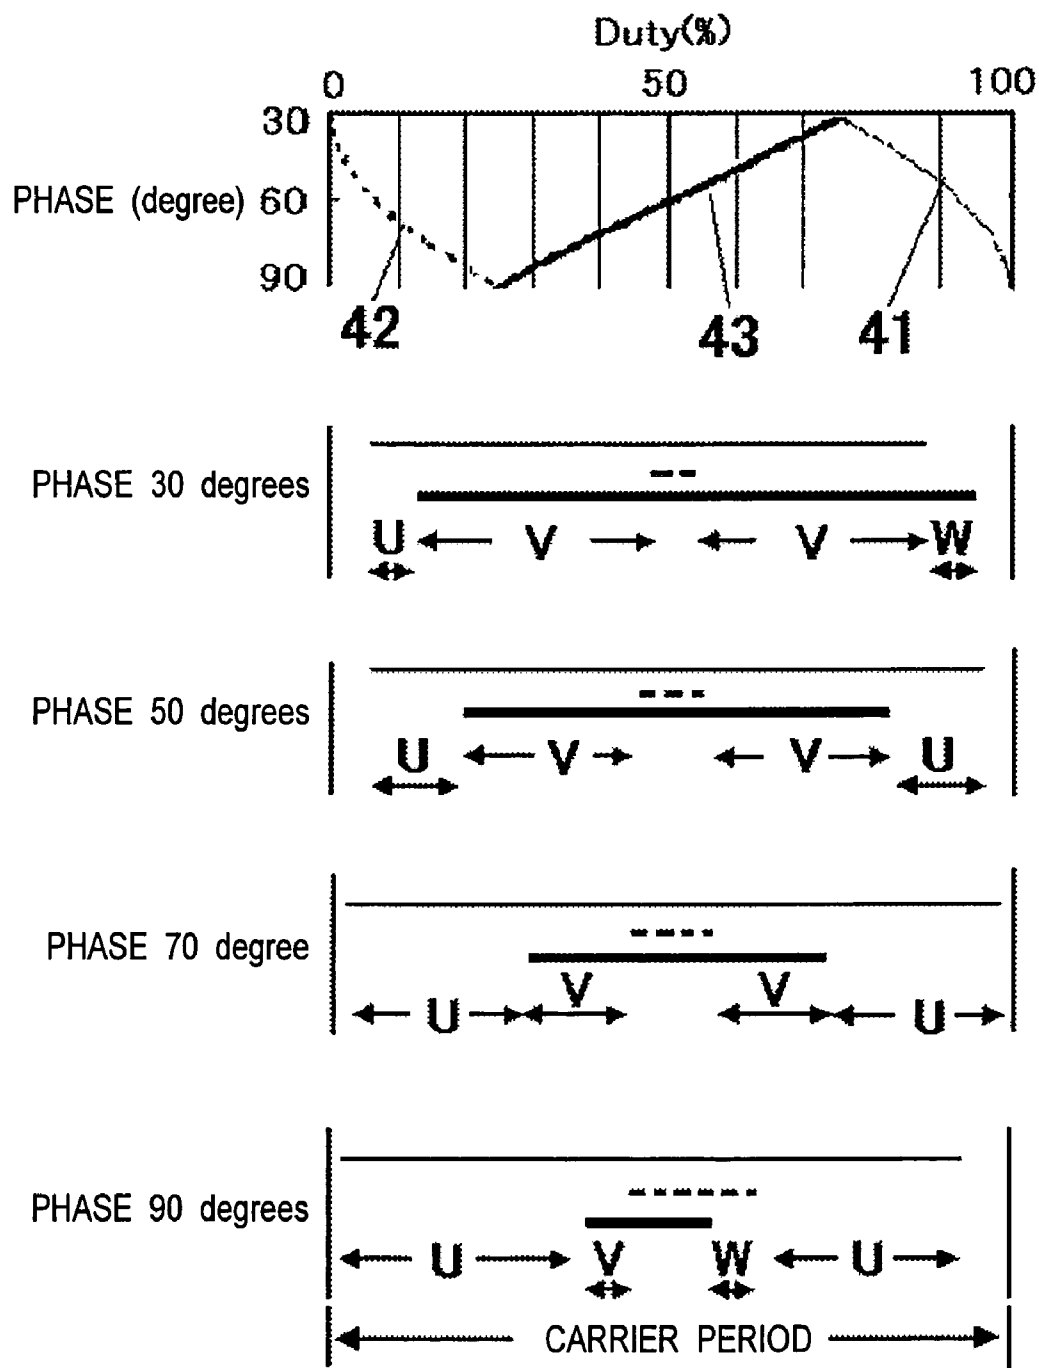 Duty(%)
0 50 100
30
PHASE (degree) 60
90
42 43 41
PHASE 30 degrees
U V V W
PHASE 50 degrees
U V V U
PHASE 70 degree
U V V U
PHASE 90 degrees
U V W U
CARRIER PERIOD